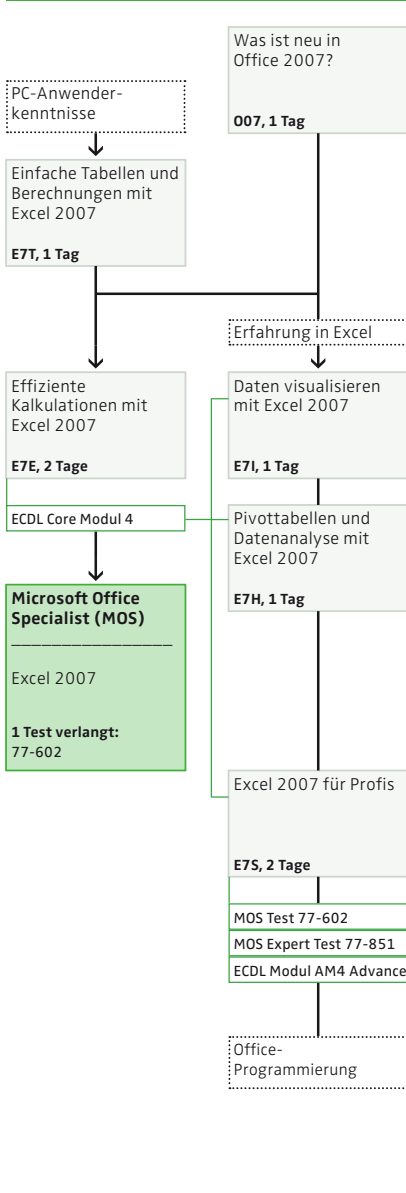 Was ist neu in
Office 2007?
O07, 1 Tag
PC-Anwender-
kenntnisse
Einfache Tabellen und
Berechnungen mit
Excel 2007
E7T, 1 Tag
Erfahrung in Excel
Effiziente
Kalkulationen mit
Excel 2007
E7E, 2 Tage
ECDL Core Modul 4
Daten visualisieren
mit Excel 2007
E7I, 1 Tag
Pivottabellen und
Datenanalyse mit
Excel 2007
E7H, 1 Tag
Microsoft Office
Specialist (MOS)
Excel 2007
1 Test verlangt:
77-602
Excel 2007 für Profis
E7S, 2 Tage
MOS Test 77-602
MOS Expert Test 77-851
ECDL Modul AM4 Advance
Office-
Programmierung